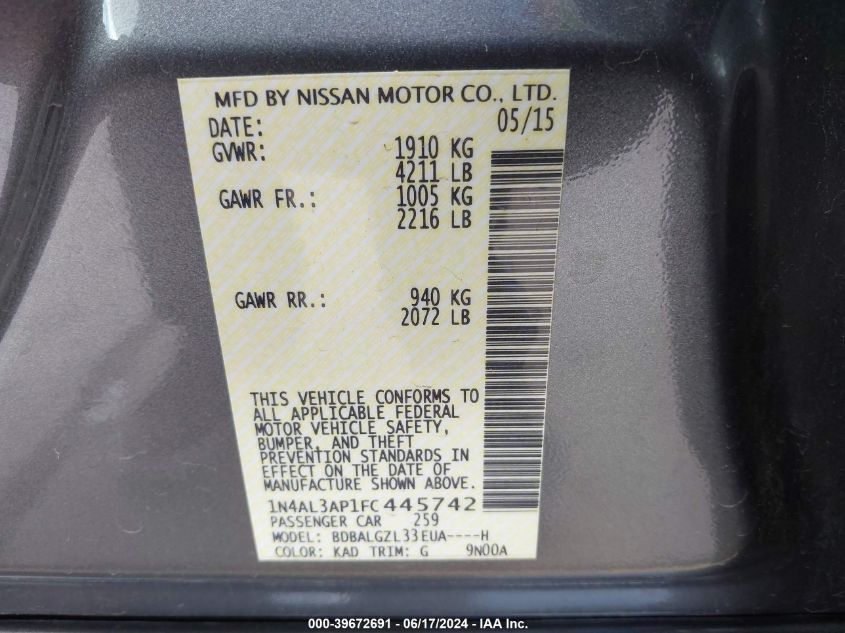 MFD BY NISSAN MOTOR CO., LTD.
DATE: 05/15
GVWR: 1910 KG
4211 LB
GAWR FR.: 1005 KG
2216 LB
GAWR RR.: 940 KG
2072 LB
THIS VEHICLE CONFORMS TO
ALL APPLICABLE FEDERAL
MOTOR VEHICLE SAFETY,
BUMPER, AND THEFT
PREVENTION STANDARDS IN
EFFECT ON THE DATE OF
MANUFACTURE SHOWN ABOVE.
1N4AL3AP1FC445742
PASSENGER CAR 259
MODEL: BDBALGZL33EUA----H
COLOR: KAD TRIM: G 9N00A
000-39672691 - 06/17/2024 - IAA Inc.